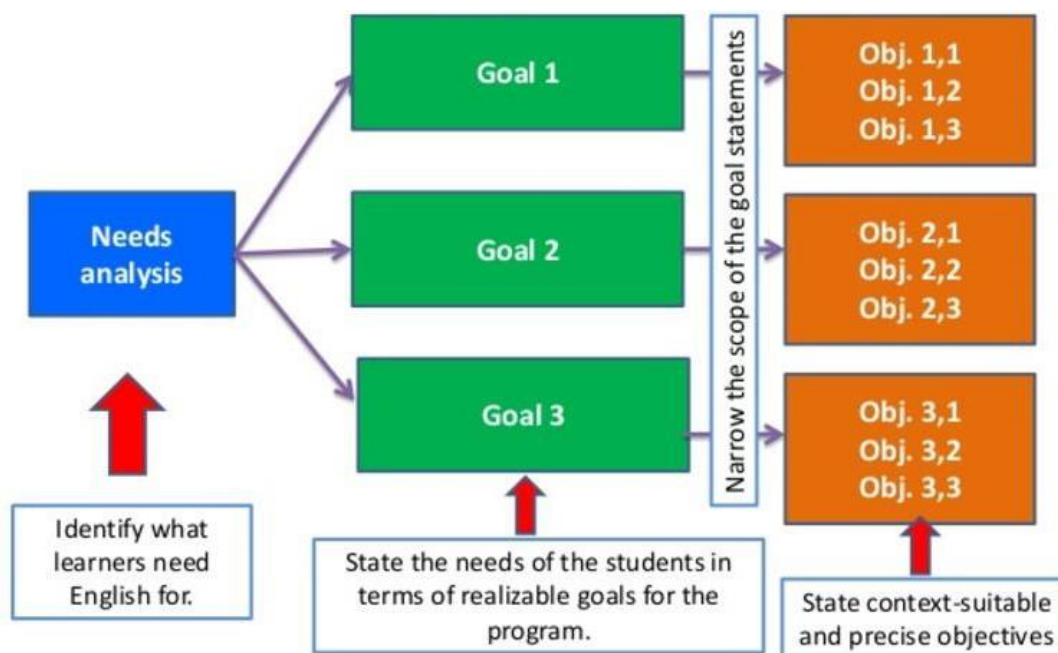 Needs
analysis
Goal 1
Goal 2
Goal 3
Narrow the scope of the goal statements
Obj. 1,1
Obj. 1,2
Obj. 1,3
Obj. 2,1
Obj. 2,2
Obj. 2,3
Obj. 3,1
Obj. 3,2
Obj. 3,3
Identify what
learners need
English for.
State the needs of the students in
terms of realizable goals for the
program.
State context-suitable
and precise objectives